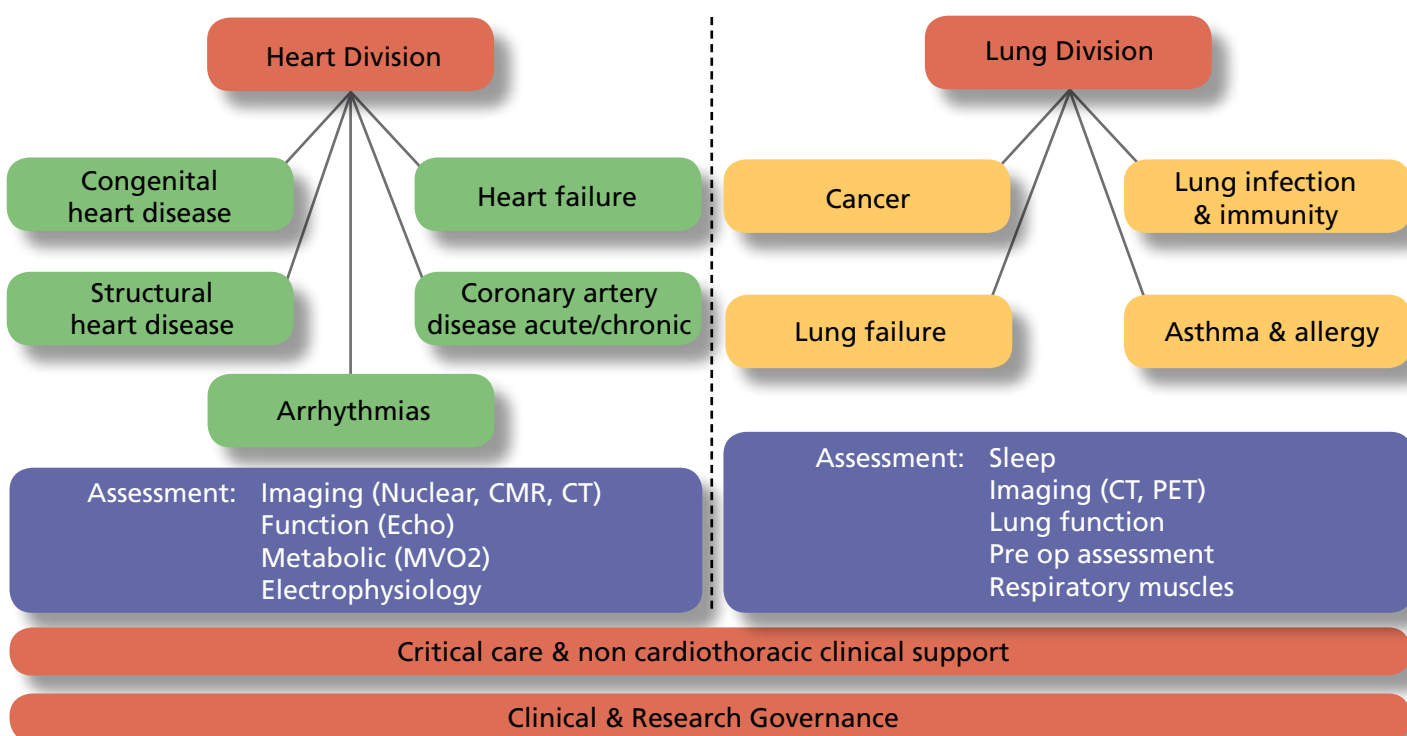 Heart Division
Congenital
heart disease
Heart failure
Structural
heart disease
Coronary artery
disease acute/chronic
Arrhythmias
Assessment: Imaging (Nuclear, CMR, CT)
Function (Echo)
Metabolic (MVO2)
Electrophysiology
Lung Division
Cancer
Lung infection
& immunity
Lung failure
Asthma & allergy
Assessment: Sleep
Imaging (CT, PET)
Lung function
Pre op assessment
Respiratory muscles
Critical care & non cardiothoracic clinical support
Clinical & Research Governance